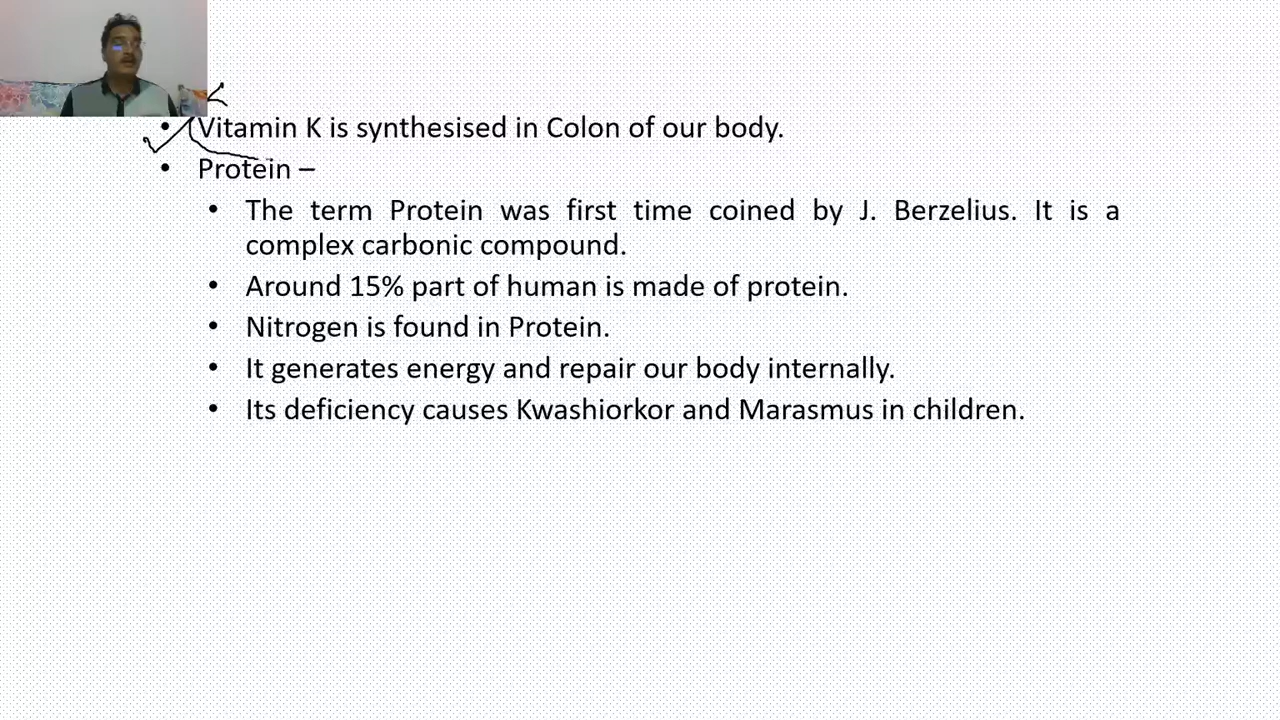 • Vitamin K is synthesised in Colon of our body.
• Protein –
• The term Protein was first time coined by J. Berzelius. It is a
complex carbonic compound.
• Around 15% part of human is made of protein.
• Nitrogen is found in Protein.
• It generates energy and repair our body internally.
• Its deficiency causes Kwashiorkor and Marasmus in children.